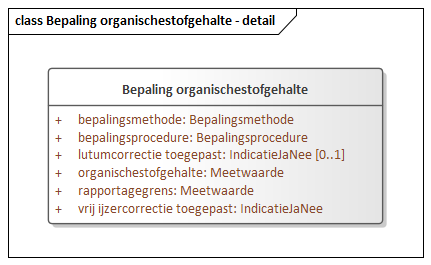 class Bepaling organischestofgehalte - detail
Bepaling organischestofgehalte
+ bepalingsmethode: Bepalingsmethode
+ bepalingsprocedure: Bepalingsprocedure
+ lutumcorrectie toegepast: IndicatieJaNee [0..1]
+ organischestofgehalte: Meetwaarde
+ rapportagegrens: Meetwaarde
+ vrij ijzercorrectie toegepast: IndicatieJaNee